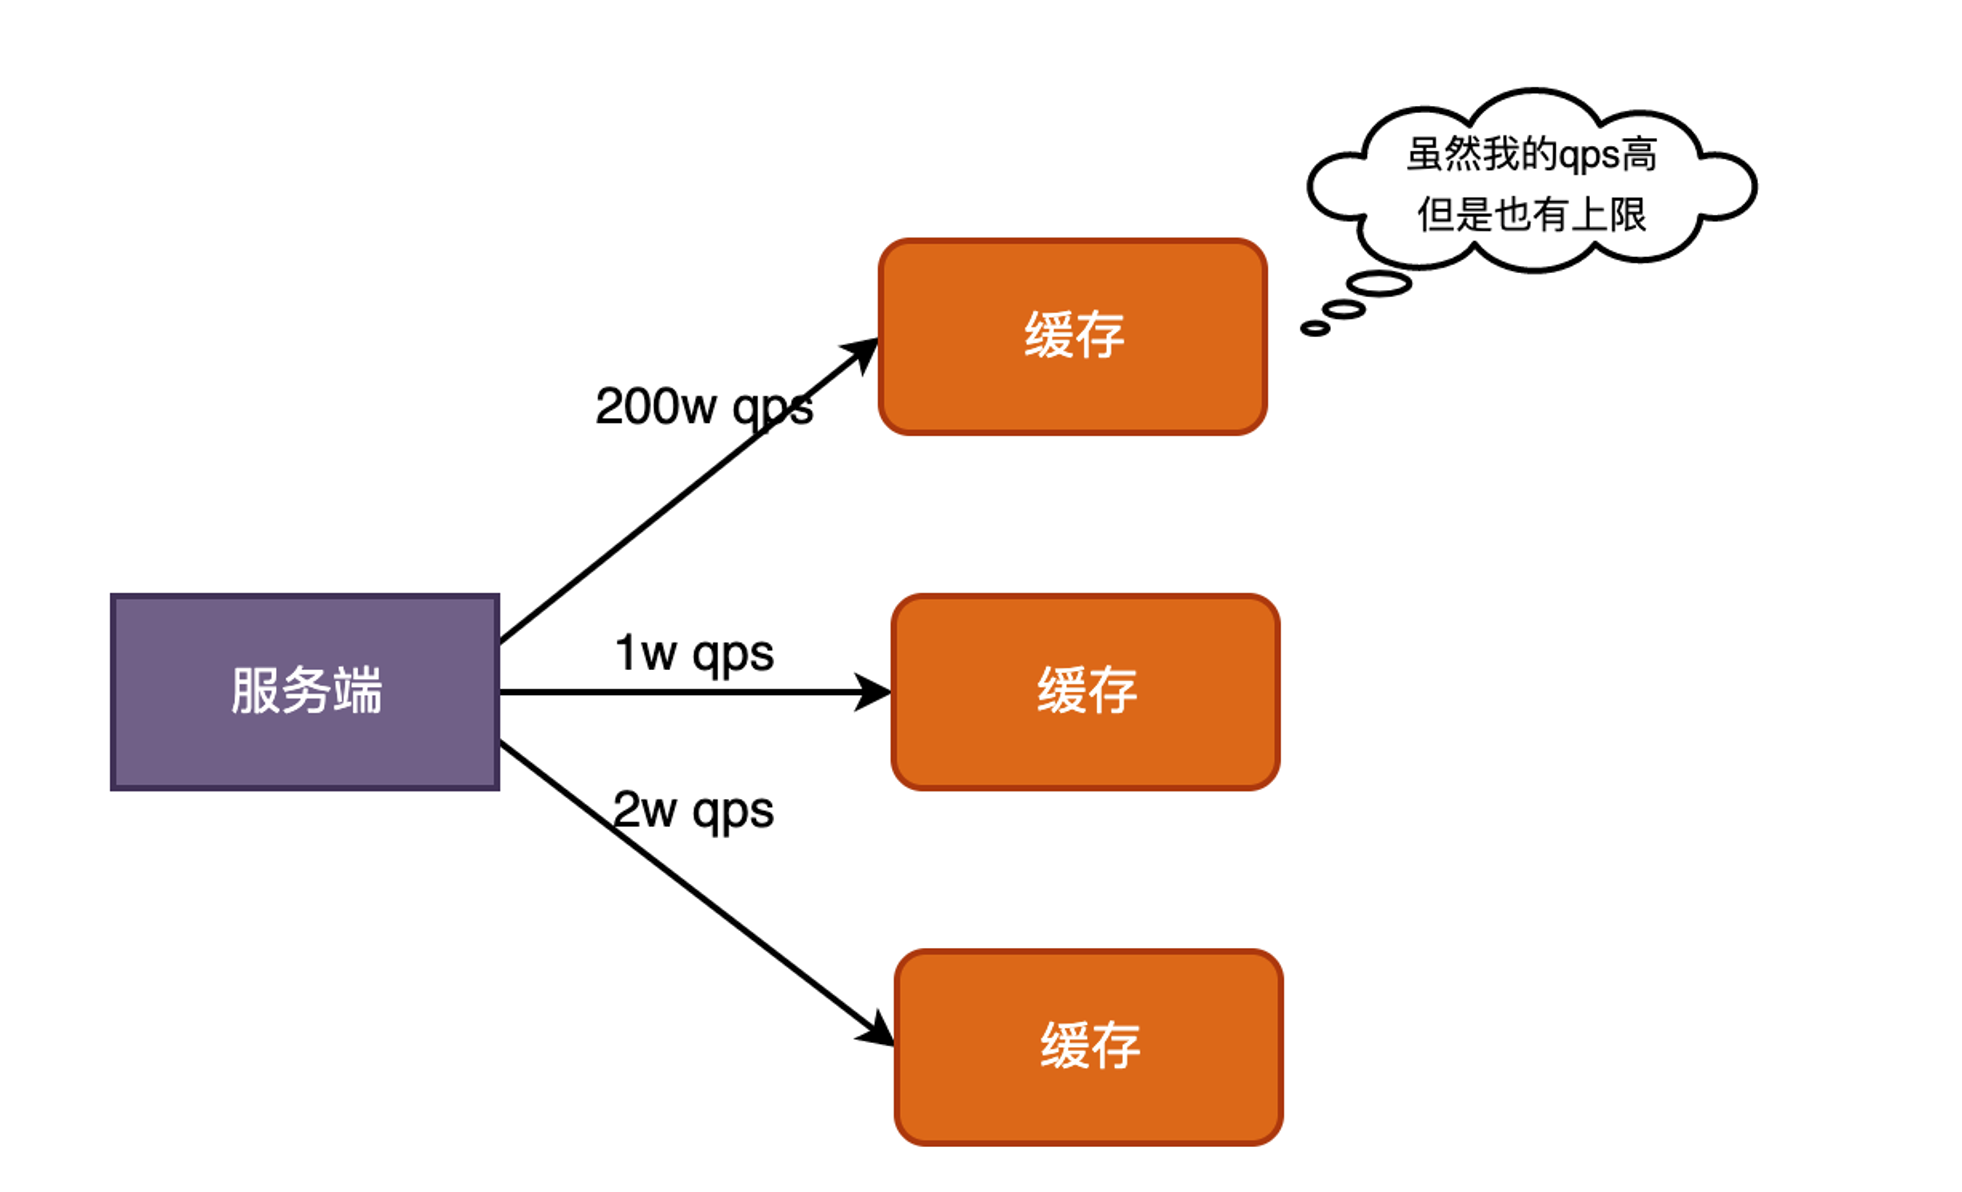 虽然我的qps高
但是也有上限
缓存
200w qps
服务端
1w qps
缓存
2w qps
缓存